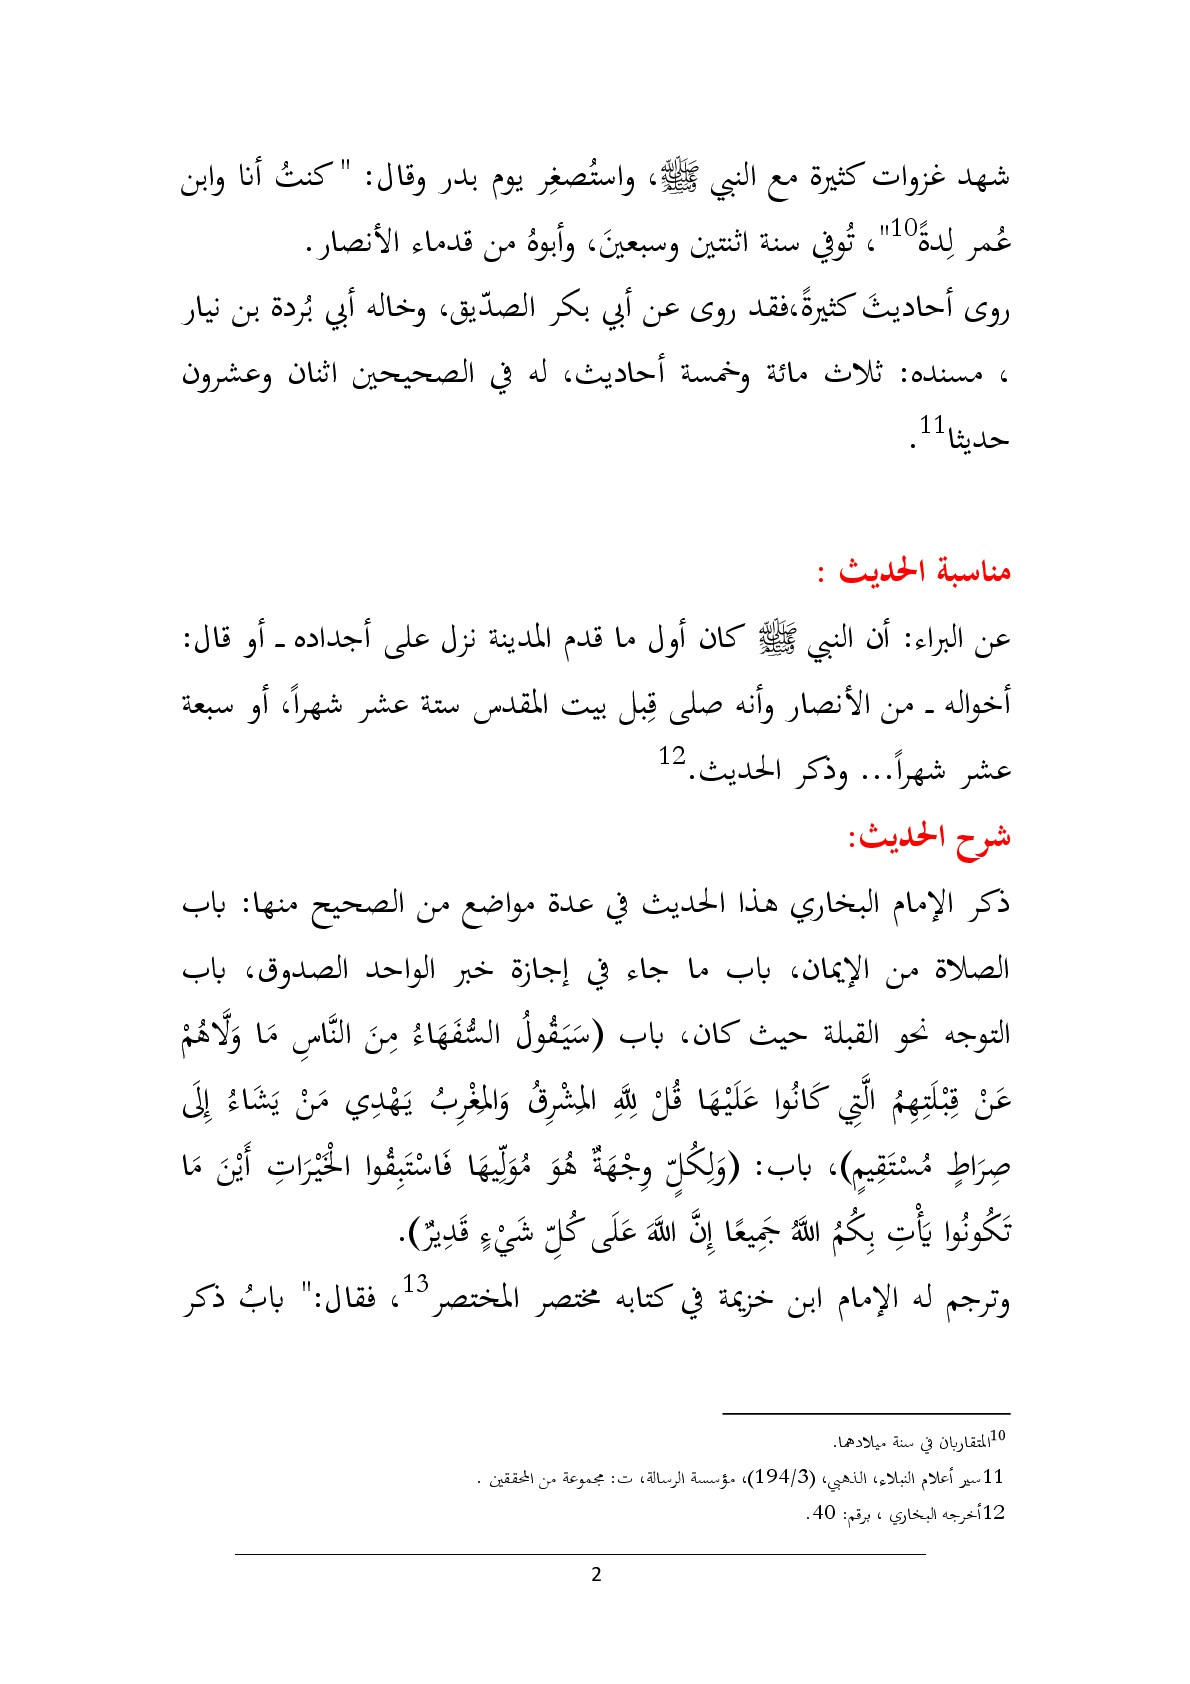 شهد غزوات كثيرة مع النبي ﷺ، واستُصغِر يوم بدر وقال: " كنتُ أنا وابن
عُمر لِدةً10"، تُوفي سنة اثنتين وسبعينَ، وأبوهُ من قدماء الأنصار.
روى أحاديثَ كثيرةً،فقد روى عن أبي بكر الصدّيق، وخاله أبي بُردة بن نيار
، مسنده: ثلاث مائة وخمسة أحاديث، له في الصحيحين اثنان وعشرون
حديثا11.
مناسبة الحديث :
عن البراء: أن النبي ﷺ كان أول ما قدم المدينة نزل على أجداده ـ أو قال:
أخواله ـ من الأنصار وأنه صلى قِبل بيت المقدس ستة عشر شهراً، أو سبعة
عشر شهراً... وذكر الحديث.12
شرح الحديث:
ذكر الإمام البخاري هذا الحديث في عدة مواضع من الصحيح منها: باب
الصلاة من الإيمان، باب ما جاء في إجازة خبر الواحد الصدوق، باب
التوجه نحو القبلة حيث كان، باب (سَيَقُولُ السُّفَهَاءُ مِنَ النَّاسِ مَا وَلَّاهُمْ
عَنْ قِبْلَتِهِمُ الَّتِي كَانُوا عَلَيْهَا قُلْ لِلَّهِ المِشْرِقُ وَالمِغْرِبُ يَهْدِي مَنْ يَشَاءُ إِلَى
صِرَاطٍ مُسْتَقِيمٍ)، باب: (وَلِكُلٍّ وِجْهَةٌ هُوَ مُوَلِّيهَا فَاسْتَبِقُوا الْخَيْرَاتِ أَيْنَ مَا
تَكُونُوا يَأْتِ بِكُمُ اللَّهُ جَمِيعًا إِنَّ اللَّهَ عَلَى كُلِّ شَيْءٍ قَدِيرٌ).
وترجم له الإمام ابن خزيمة في كتابه مختصر المختصر13، فقال:" بابُ ذكر
10المتقاربان في سنة ميلادهما.
11سير أعلام النبلاء، الذهبي، (194/3)، مؤسسة الرسالة، ت: مجموعة من المحققين .
12أخرجه البخاري ، برقم: 40.
2